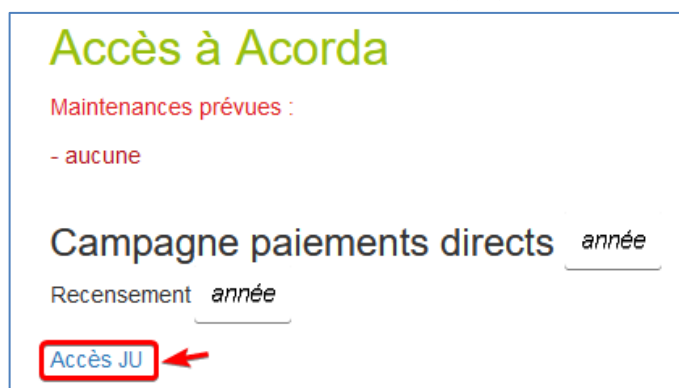 Accès à Acorda
Maintenances prévues :
- aucune
Campagne paiements directs année
Recensement année
Accès JU